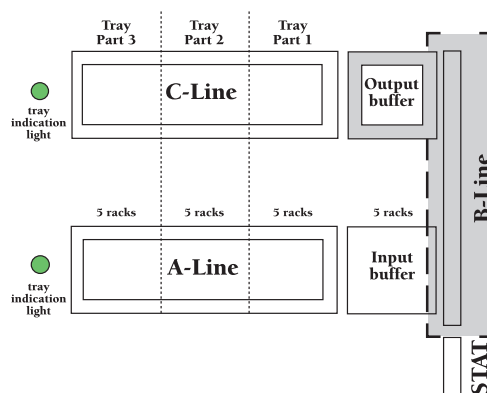 Tray
Part 3
Tray
Part 2
Tray
Part 1
C-Line
Output
buffer
tray
indication
light
5 racks
5 racks
5 racks
5 racks
A-Line
Input
buffer
tray
indication
light
B-Line
STAT